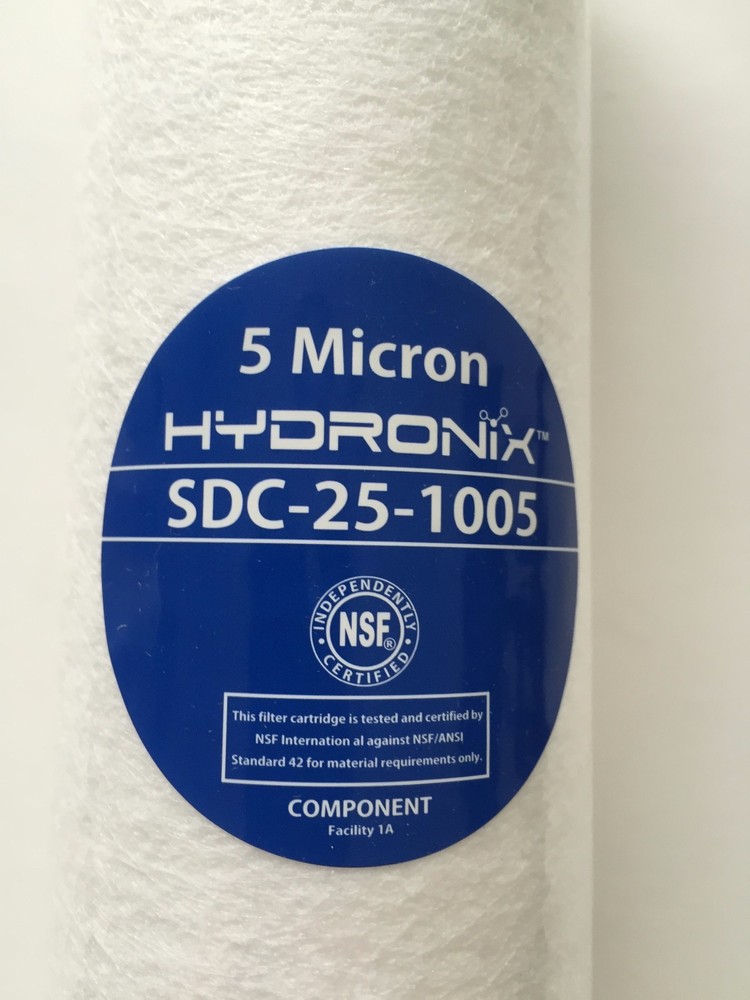 5 Micron
HYDRONIX™
SDC-25-1005
INDEPENDENTLY
NSF®
CERTIFIED
This filter cartridge is tested and certified by
NSF Internation al against NSF/ANSI
Standard 42 for material requirements only.
COMPONENT
Facility 1A